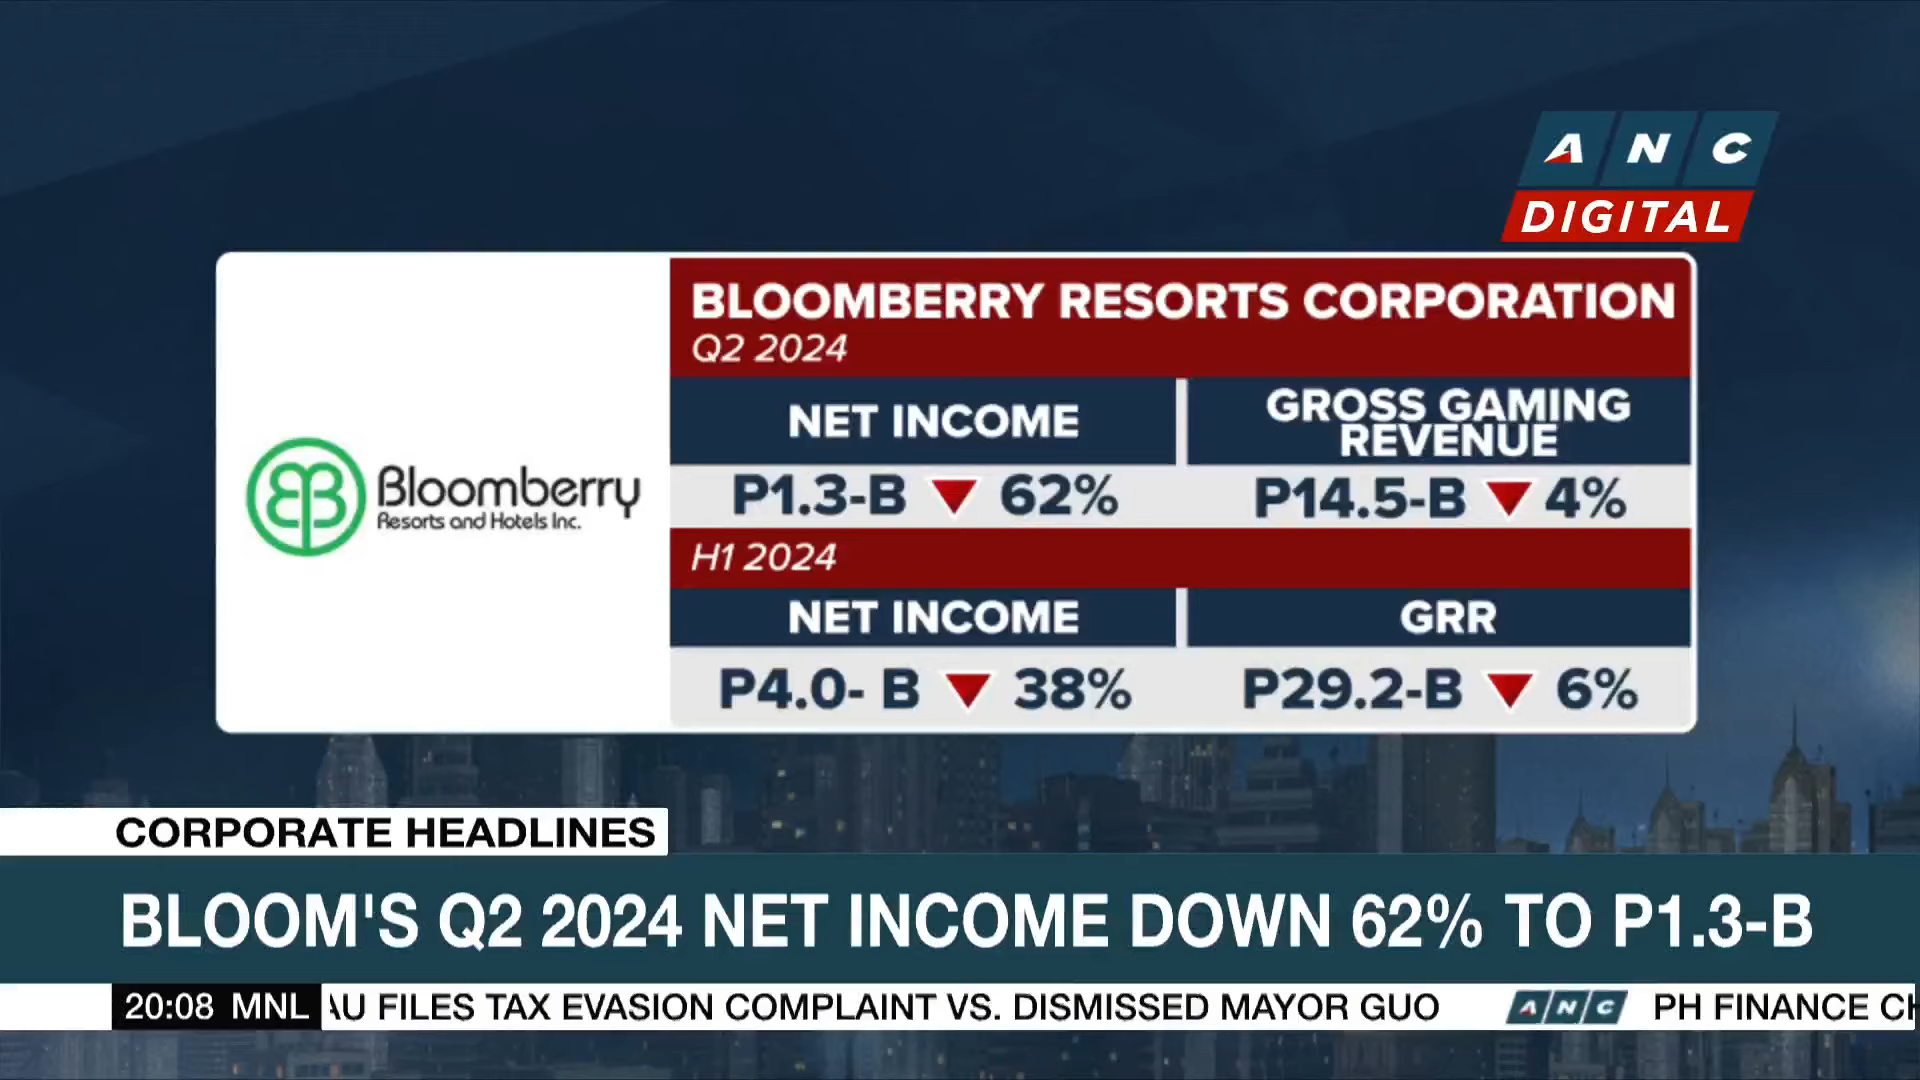 ANC
DIGITAL
BLOOMBERRY RESORTS CORPORATION
Q2 2024
NET INCOME
GROSS GAMING
REVENUE
P1.3-B ▼ 62%
P14.5-B ▼ 4%
Bloomberry
Resorts and Hotels Inc.
H1 2024
NET INCOME
GRR
P4.0- B ▼ 38%
P29.2-B ▼ 6%
CORPORATE HEADLINES
BLOOM'S Q2 2024 NET INCOME DOWN 62% TO P1.3-B
20:08 MNL FILES TAX EVASION COMPLAINT VS. DISMISSED MAYOR GUO ANC PH FINANCE